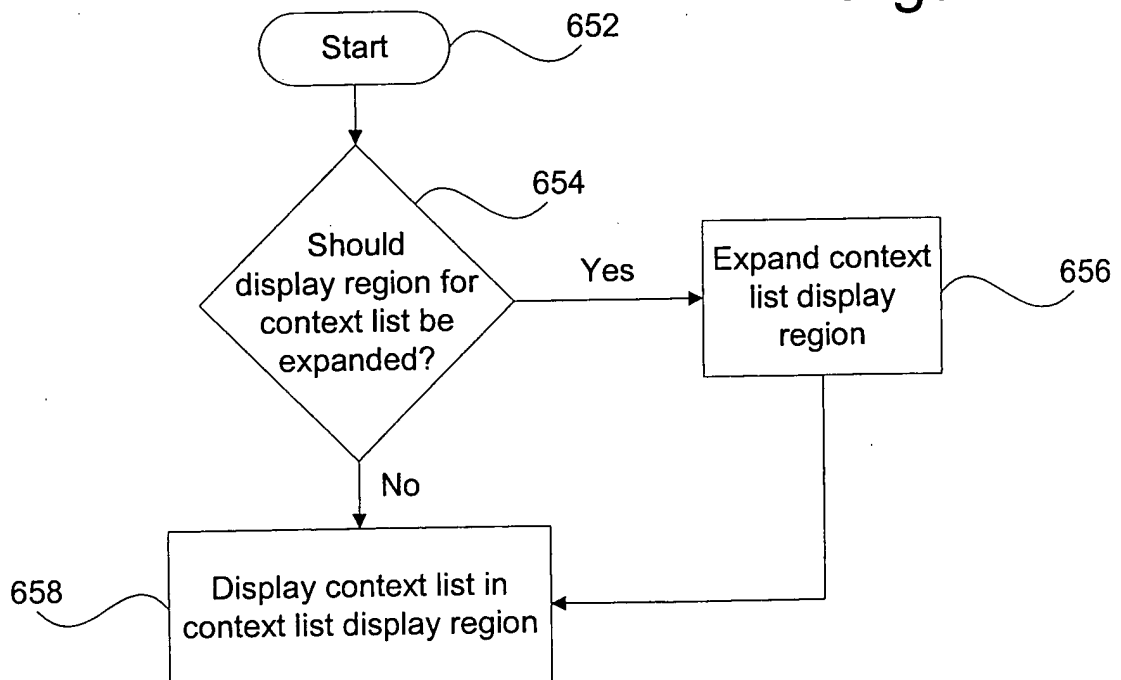 Start
652
654
Should
display region for
context list be
expanded?
Yes
Expand context
list display
region
656
No
658
Display context list in
context list display region